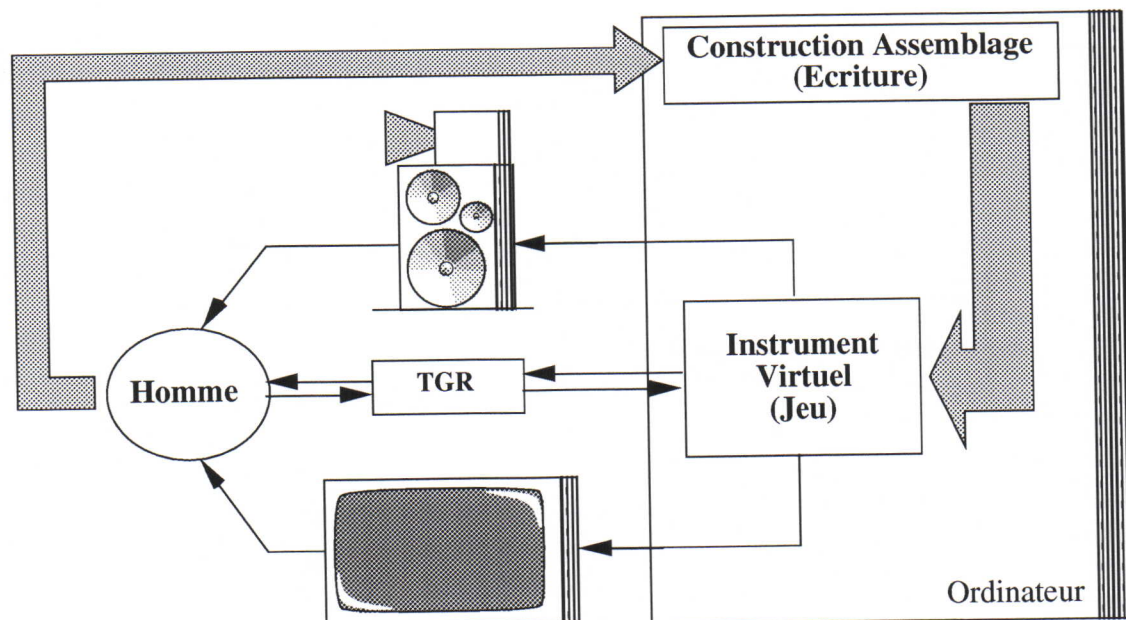 Construction Assemblage
(Ecriture)
Homme
TGR
Instrument
Virtuel
(Jeu)
Ordinateur